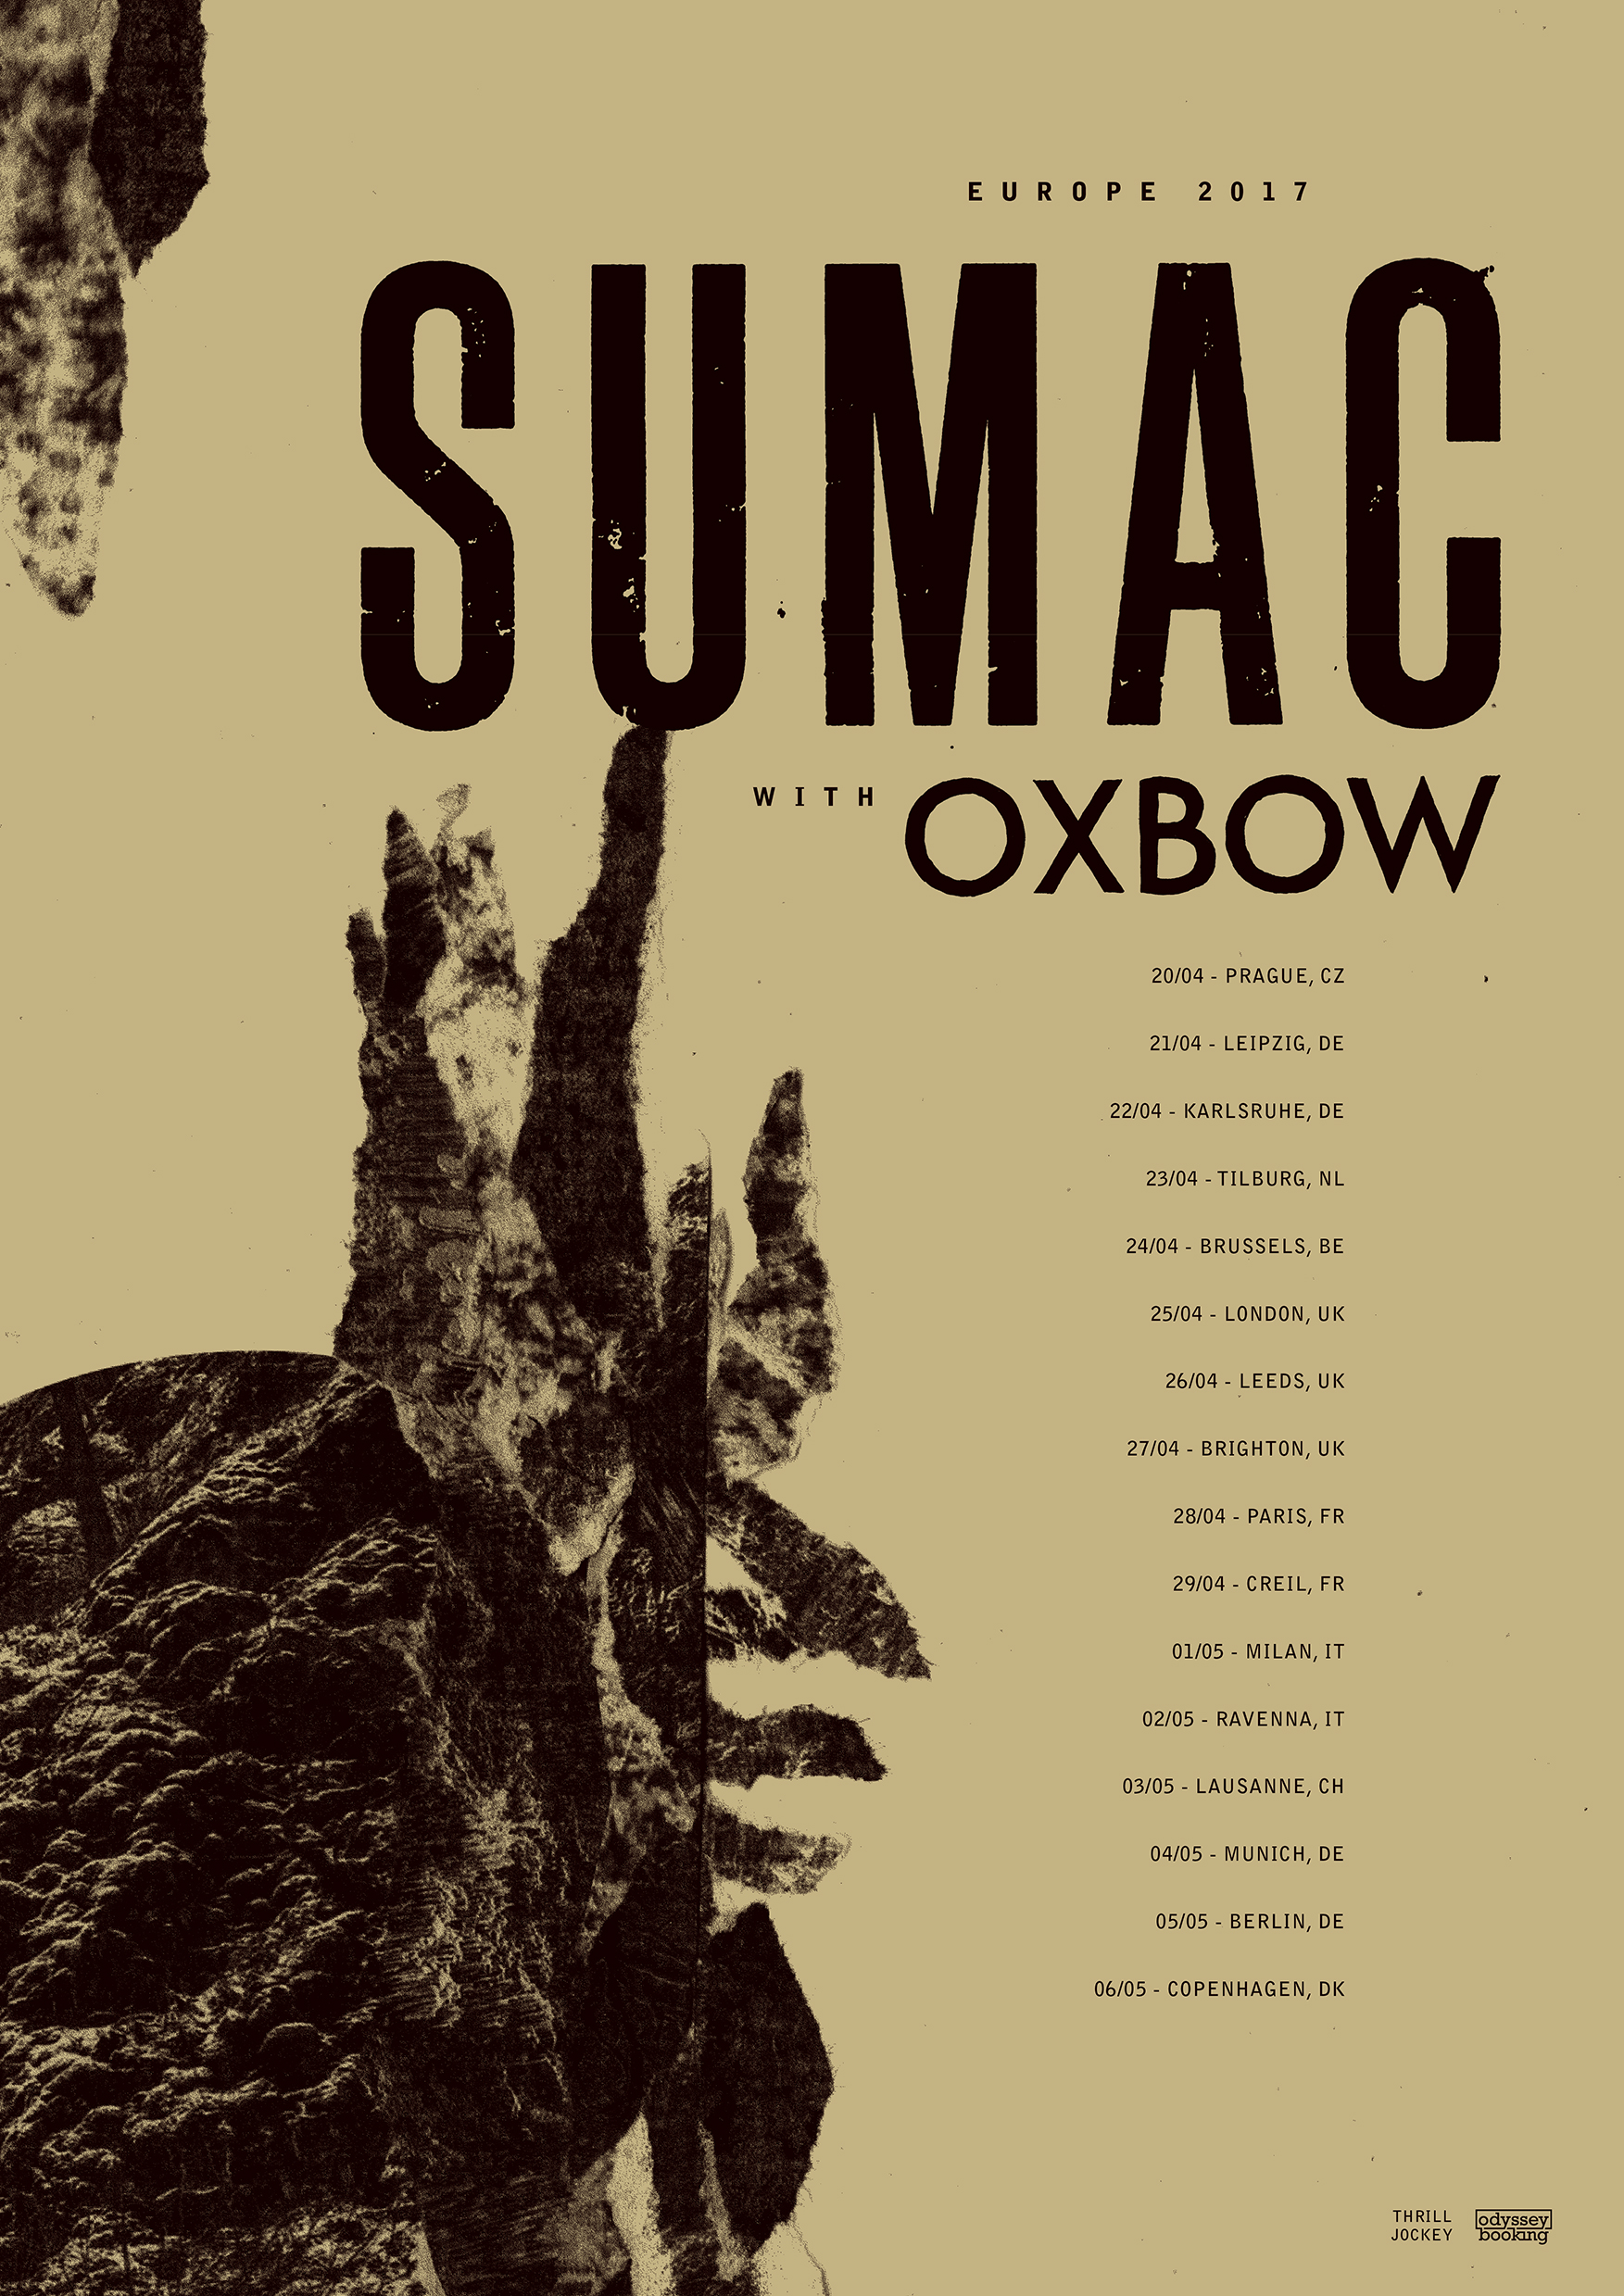 EUROPE 2017
SUMAC
WITH OXBOW
20/04 - PRAGUE, CZ
21/04 - LEIPZIG, DE
22/04 - KARLSRUHE, DE
23/04 - TILBURG, NL
24/04 - BRUSSELS, BE
25/04 - LONDON, UK
26/04 - LEEDS, UK
27/04 - BRIGHTON, UK
28/04 - PARIS, FR
29/04 - CREIL, FR
01/05 - MILAN, IT
02/05 - RAVENNA, IT
03/05 - LAUSANNE, CH
04/05 - MUNICH, DE
05/05 - BERLIN, DE
06/05 - COPENHAGEN, DK
THRILL
JOCKEY
odyssey
booking